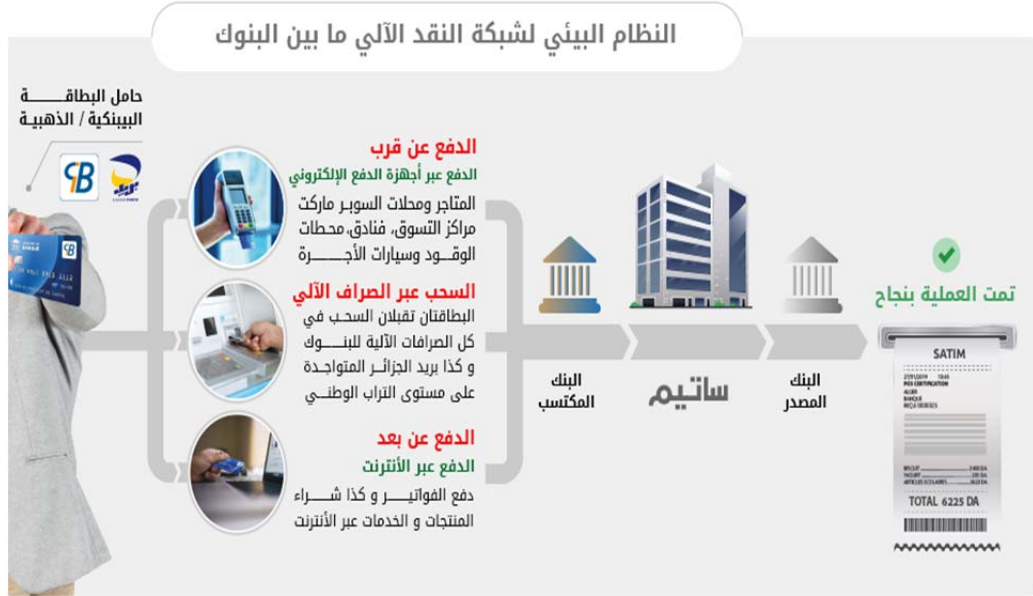 النظام البيئي لشبكة النقد الآلي ما بين البنوك
حامل البطاقة
البيبنكية / الذهبية
الدفع عن قرب
الدفع عبر أجهزة الدفع الإلكتروني
المتاجر ومحلات السوبر ماركت
مراكز التسوق، فنادق، محطات
الوقود وسيارات الأجرة
السحب عبر الصراف الآلي
البطاقتان تقبلان السحب في
كل الصرافات الآلية للبنوك
و كذا بريد الجزائر المتواجدة
على مستوى التراب الوطني
الدفع عن بعد
الدفع عبر الأنترنت
دفع الفواتير و كذا شراء
المنتجات و الخدمات عبر الأنترنت
البنك
المكتسب
ساتيم
البنك
المصدر
تمت العملية بنجاح
SATIM
POS CERTIFICATION
ALGER
BANQUE
TOTAL 6225 DA